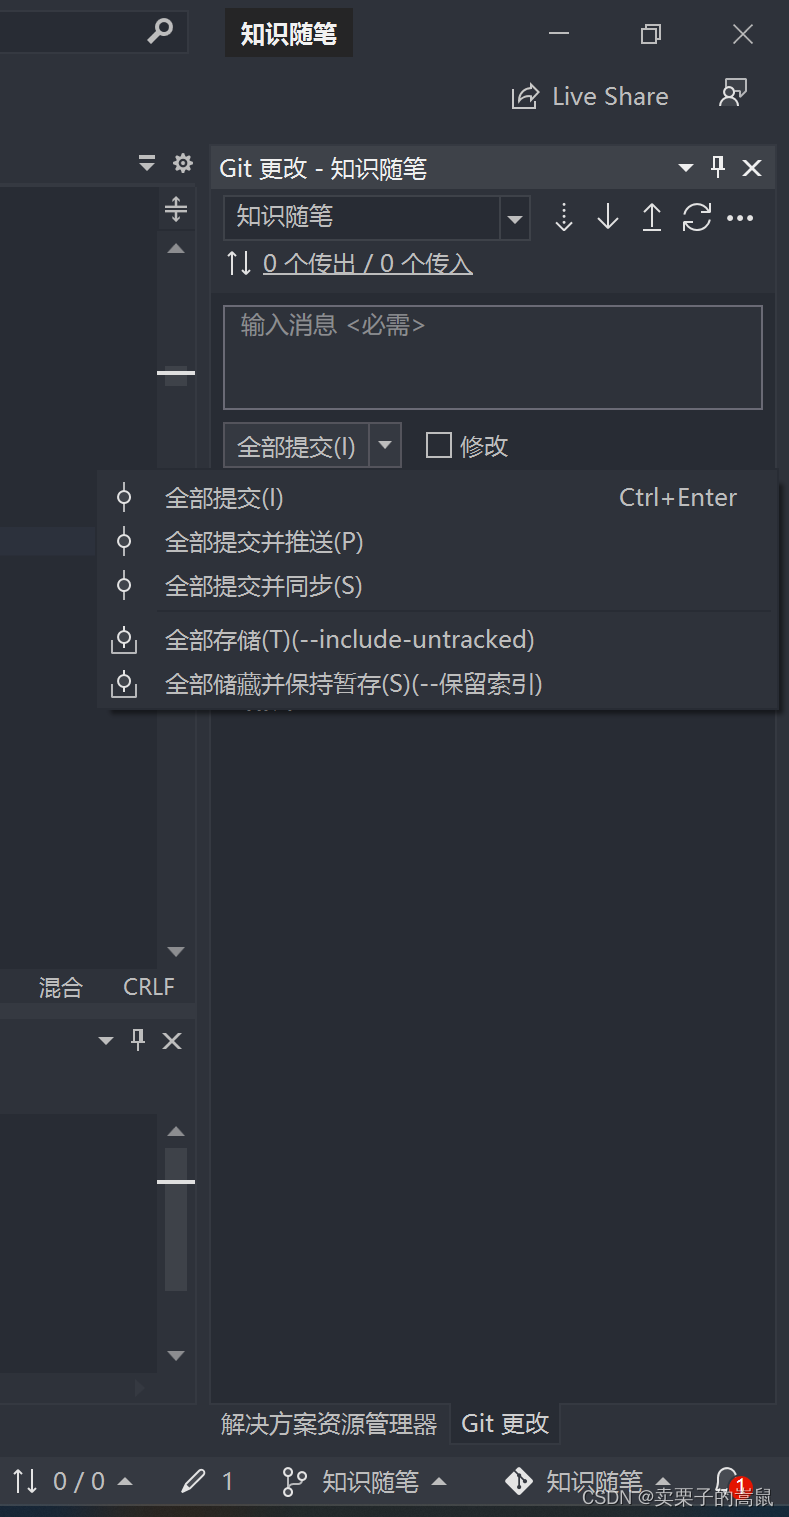 知识随笔
Live Share
Git 更改 - 知识随笔
知识随笔
0 个传出 / 0 个传入
输入消息 <必需>
全部提交(I)
修改
全部提交(I) Ctrl+Enter
全部提交并推送(P)
全部提交并同步(S)
全部存储(T)(--include-untracked)
全部储藏并保持暂存(S)(--保留索引)
混合 CRLF
解决方案资源管理器 Git 更改
0 / 0 1 知识随笔 知识随笔 1
CSDN @卖栗子的蒿鼠